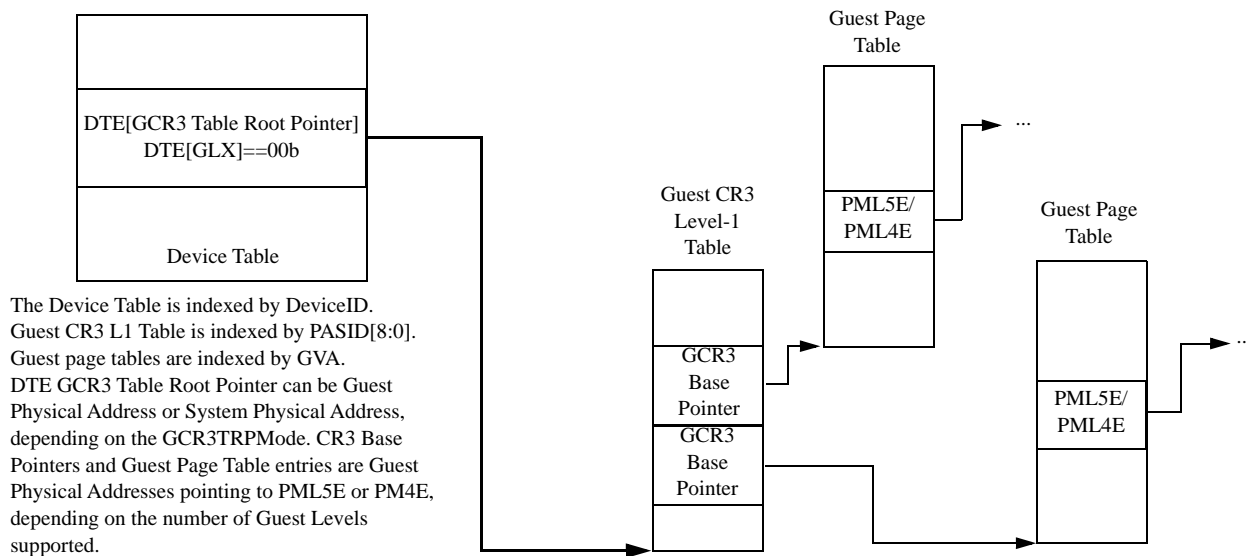 DTE[GCR3 Table Root Pointer]
DTE[GLX]==00b
Device Table
The Device Table is indexed by DeviceID.
Guest CR3 L1 Table is indexed by PASID[8:0].
Guest page tables are indexed by GVA.
DTE GCR3 Table Root Pointer can be Guest
Physical Address or System Physical Address,
depending on the GCR3TRPMode. CR3 Base
Pointers and Guest Page Table entries are Guest
Physical Addresses pointing to PML5E or PM4E,
depending on the number of Guest Levels
supported.
Guest CR3
Level-1
Table
GCR3
Base
Pointer
GCR3
Base
Pointer
Guest Page
Table
PML5E/
PML4E
...
Guest Page
Table
PML5E/
PML4E
..